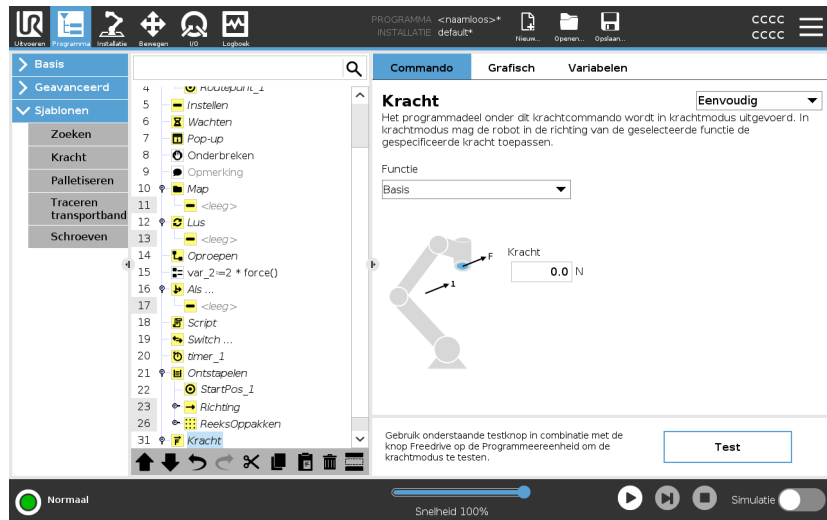 PROGRAMMA <naamloos>*
INSTALLATIE default*
Uitvoeren Programma Installatie Bewegen I/O Logboek
Nieuw... Openen... Opslaan...
cccc
cccc
Basis
Geavanceerd
Sjablonen
Zoeken
Kracht
Palletiseren
Traceren
transportband
Schroeven
4 Routepunt_1
5 Instellen
6 Wachten
7 Pop-up
8 Onderbreken
9 Opmerking
10 Map
11 <leeg>
12 Lus
13 <leeg>
14 Oproepen
15 var_2:=2 * force()
16 Als ...
17 <leeg>
18 Script
19 Switch ...
20 timer_1
21 Ontstapelen
22 StartPos_1
23 Richting
26 ReeksOppakken
31 Kracht
Commando Grafisch Variabelen
Kracht
Eenvoudig
Het programmadeel onder dit krachtcommando wordt in krachtmodus uitgevoerd. In
krachtmodus mag de robot in de richting van de geselecteerde functie de
gespecificeerde kracht toepassen.
Functie
Basis
F
1
Kracht
0.0 N
Gebruik onderstaande testknop in combinatie met de
knop Freedrive op de Programmeereenheid om de
krachtmodus te testen.
Test
Normaal
Snelheid 100%
Simulatie